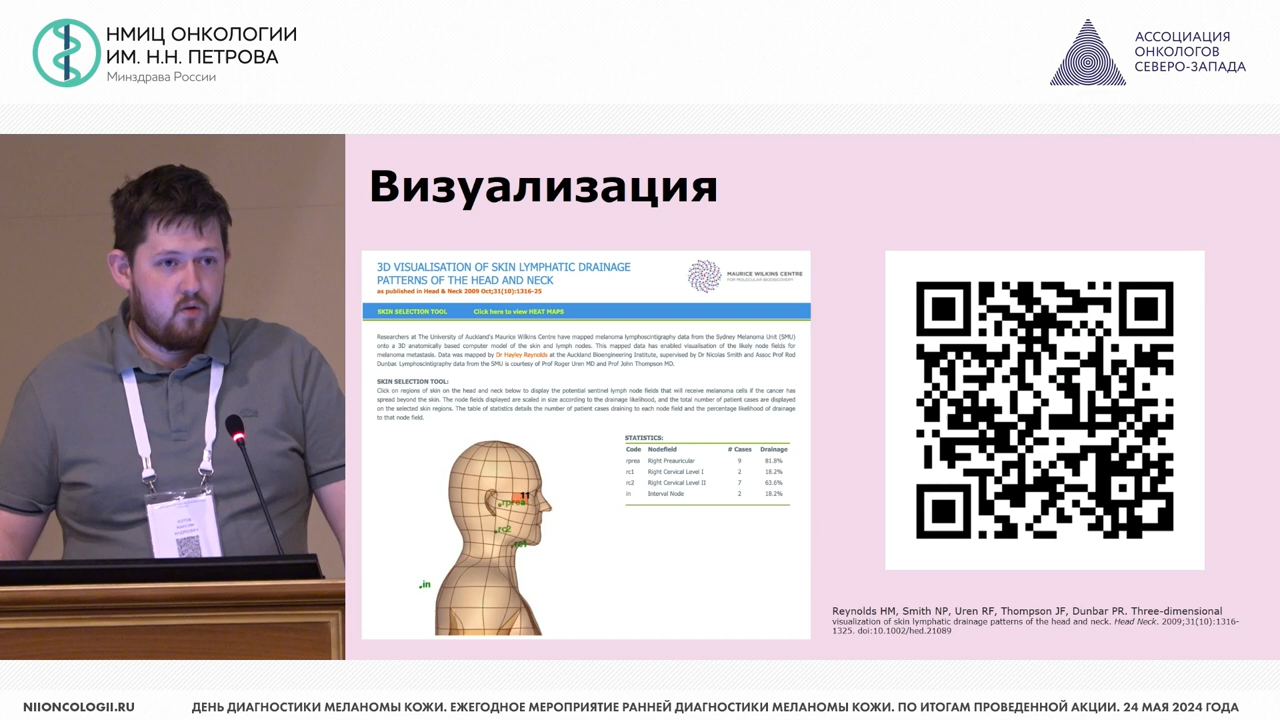 НМИЦ ОНКОЛОГИИ
ИМ. Н.Н. ПЕТРОВА
Минздрава России
АССОЦИАЦИЯ
ОНКОЛОГОВ
СЕВЕРО-ЗАПАДА
Визуализация
3D VISUALISATION OF SKIN LYMPHATIC DRAINAGE
PATTERNS OF THE HEAD AND NECK
as published in Head & Neck 2009 Oct;31(10):1316-25
MAURICE WILKINS CENTRE
FOR MOLECULAR BIODISCOVERY
SKIN SELECTION TOOL Click here to view HEAT MAPS
Researchers at The University of Auckland's Maurice Wilkins Centre have mapped melanoma lymphoscintigraphy data from the Sydney Melanoma Unit (SMU)
onto a 3D anatomically based computer model of the skin and lymph nodes. This mapped data has enabled visualisation of the likely node fields for
melanoma metastasis. Data was mapped by Dr Hayley Reynolds at the Auckland Bioengineering Institute, supervised by Dr Nicolas Smith and Assoc Prof Rod
Dunbar. Lymphoscintigraphy data from the SMU is courtesy of Prof Roger Uren MD and Prof John Thompson MD.
SKIN SELECTION TOOL:
Click on regions of skin on the head and neck below to display the potential sentinel lymph node fields that will receive melanoma cells if the cancer has
spread beyond the skin. The node fields displayed are scaled in size according to the drainage likelihood, and the total number of patient cases are displayed
on the selected skin regions. The table of statistics details the number of patient cases draining to each node field and the percentage likelihood of drainage
to that node field.
STATISTICS:
Code Nodefield # Cases Drainage
rprea Right Preauricular 9 81.8%
rc1 Right Cervical Level I 2 18.2%
rc2 Right Cervical Level II 7 63.6%
in Interval Node 2 18.2%
11
rprea
rc2
rc1
in
Reynolds HM, Smith NP, Uren RF, Thompson JF, Dunbar PR. Three-dimensional
visualization of skin lymphatic drainage patterns of the head and neck. Head Neck. 2009;31(10):1316-
1325. doi:10.1002/hed.21089
NIIONCOLOGII.RU
ДЕНЬ ДИАГНОСТИКИ МЕЛАНОМЫ КОЖИ. ЕЖЕГОДНОЕ МЕРОПРИЯТИЕ РАННЕЙ ДИАГНОСТИКИ МЕЛАНОМЫ КОЖИ. ПО ИТОГАМ ПРОВЕДЕННОЙ АКЦИИ. 24 МАЯ 2024 ГОДА